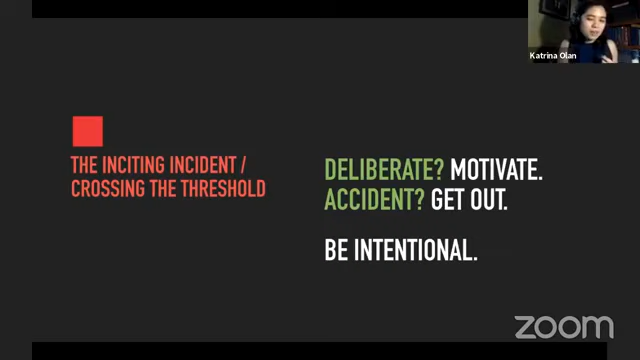 Katrina Olan
THE INCITING INCIDENT /
CROSSING THE THRESHOLD
DELIBERATE? MOTIVATE.
ACCIDENT? GET OUT.
BE INTENTIONAL.
zoom